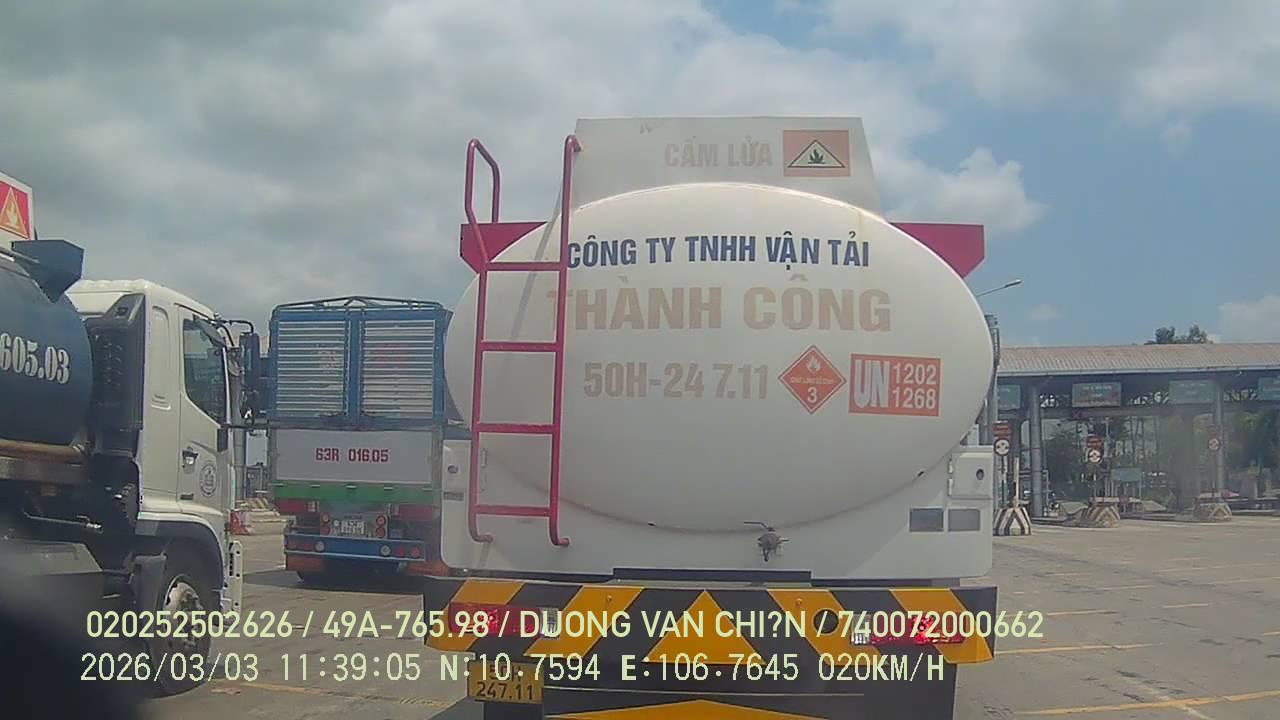 CẤM LỬA
CÔNG TY TNHH VẬN TẢI
THÀNH CÔNG
50H-247.11
3
UN 1202
1268
605.03
63R 016.05
020252502626 / 49A-765.98 / DUONG VAN CHI?N / 740072000662
2026/03/03 11:39:05 N:10.7594 E:106.7645 020KM/H
247.11